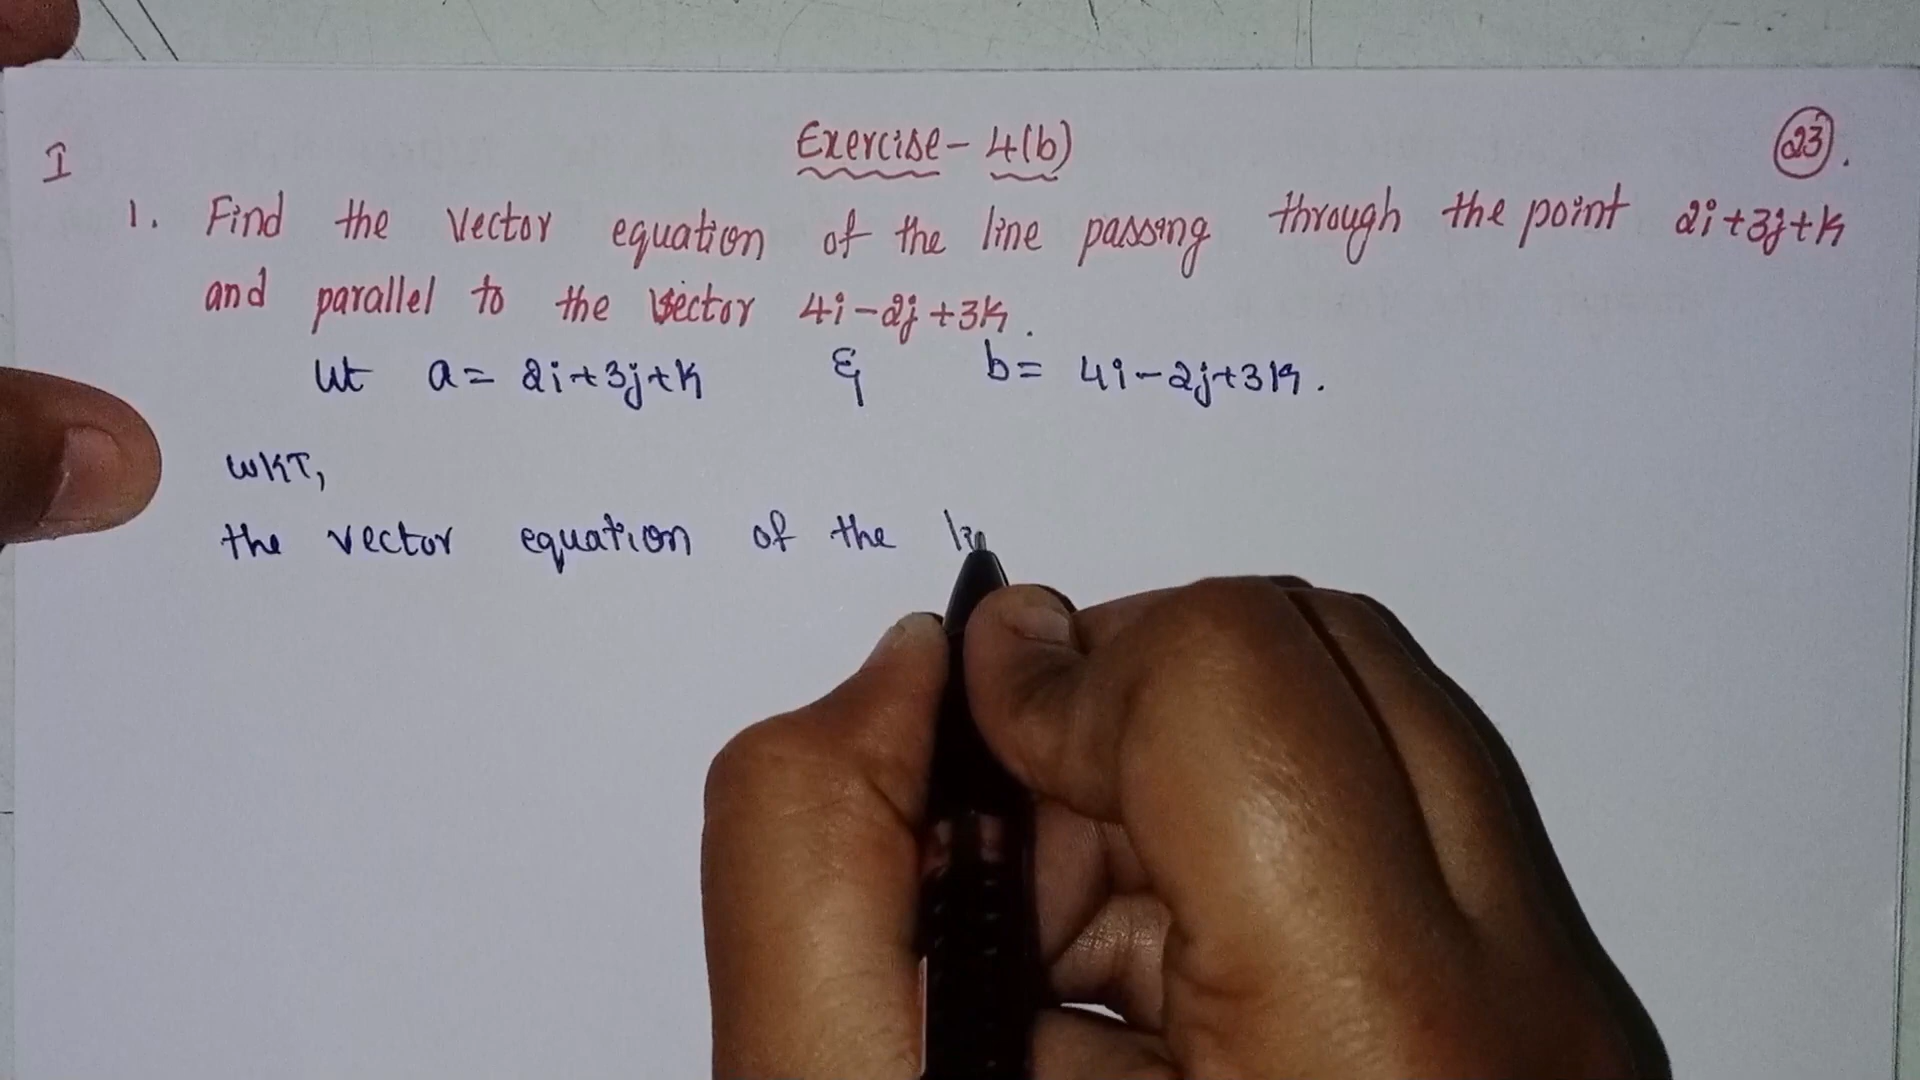 Exercise - 4(b)
23.
I
1. Find the vector equation of the line passing through the point 2i+3j+k
and parallel to the vector 4i-2j+3k.
Let a = 2i+3j+k & b = 4i-2j+3k.
WKT,
the vector equation of the